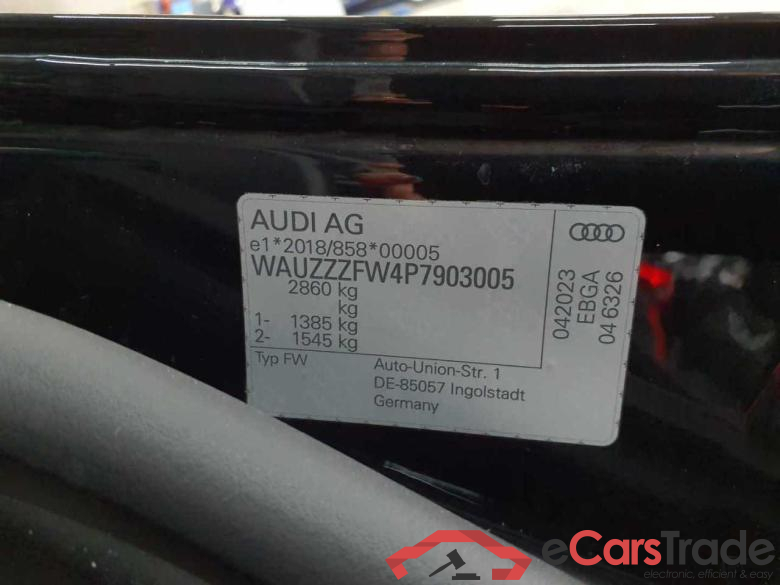 AUDI AG
e1*2018/858*00005
WAUZZZFW4P7903005
2860 kg
kg
1- 1385 kg
2- 1545 kg
Typ FW
Auto-Union-Str. 1
DE-85057 Ingolstadt
Germany
042023
EBGA
04 6326
eCarsTrade
electronic, efficient & easy